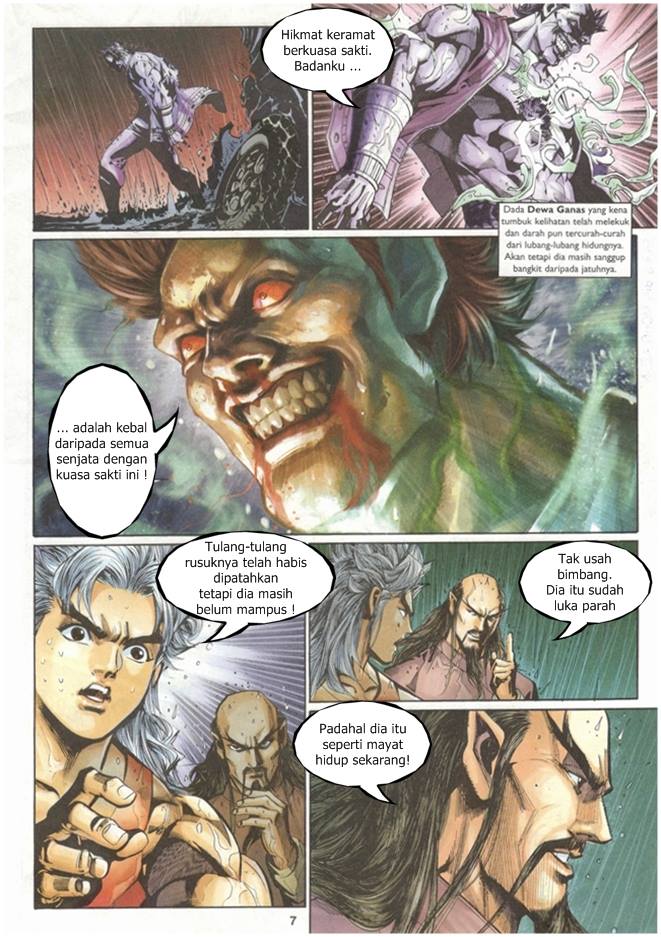 Hikmat keramat
berkuasa sakti.
Badanku ...
Dada Dewa Ganas yang kena
tumbuk kelihatan telah melekuk
dan darah pun tercurah-curah
dari lubang-lubang hidungnya.
Akan tetapi dia masih sanggup
bangkit daripada jatuhnya.
... adalah kebal
daripada semua
senjata dengan
kuasa sakti ini !
Tulang-tulang
rusuknya telah habis
dipatahkan
tetapi dia masih
belum mampus !
Tak usah
bimbang.
Dia itu sudah
luka parah
Padahal dia itu
seperti mayat
hidup sekarang!
7